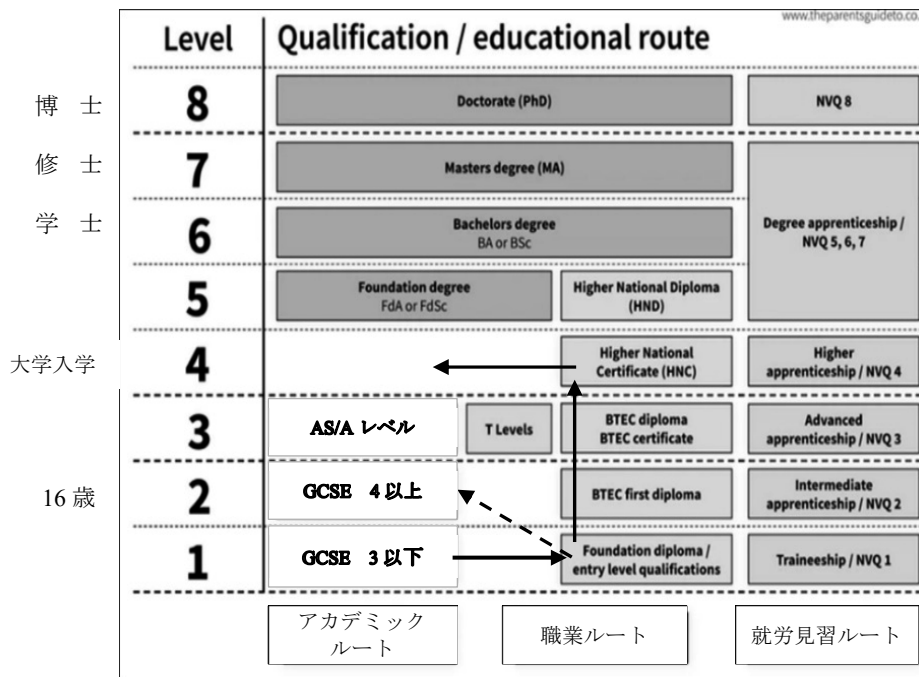 www.theparentsguideto.co
Level Qualification / educational route
博 士
8
Doctorate (PhD)
NVQ 8
修 士
7
Masters degree (MA)
Degree apprenticeship /
NVQ 5, 6, 7
学 士
6
Bachelors degree
BA or BSc
5
Foundation degree
FdA or FdSc
Higher National Diploma
(HND)
大学入学
4
Higher National
Certificate (HNC)
Higher
apprenticeship / NVQ 4
3
AS/A レベル
T Levels
BTEC diploma
BTEC certificate
Advanced
apprenticeship / NVQ 3
16 歳
2
GCSE 4 以上
BTEC first diploma
Intermediate
apprenticeship / NVQ 2
1
GCSE 3 以下
Foundation diploma /
entry level qualifications
Traineeship / NVQ 1
アカデミック
ルート
職業ルート
就労見習ルート